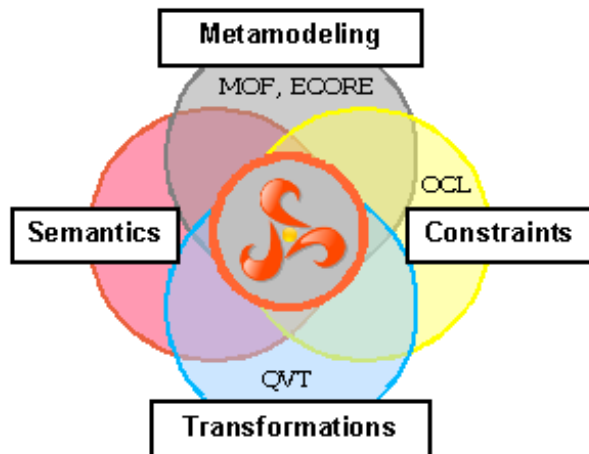 Metamodeling
MOF, ECORE
OCL
Semantics
Constraints
QVT
Transformations